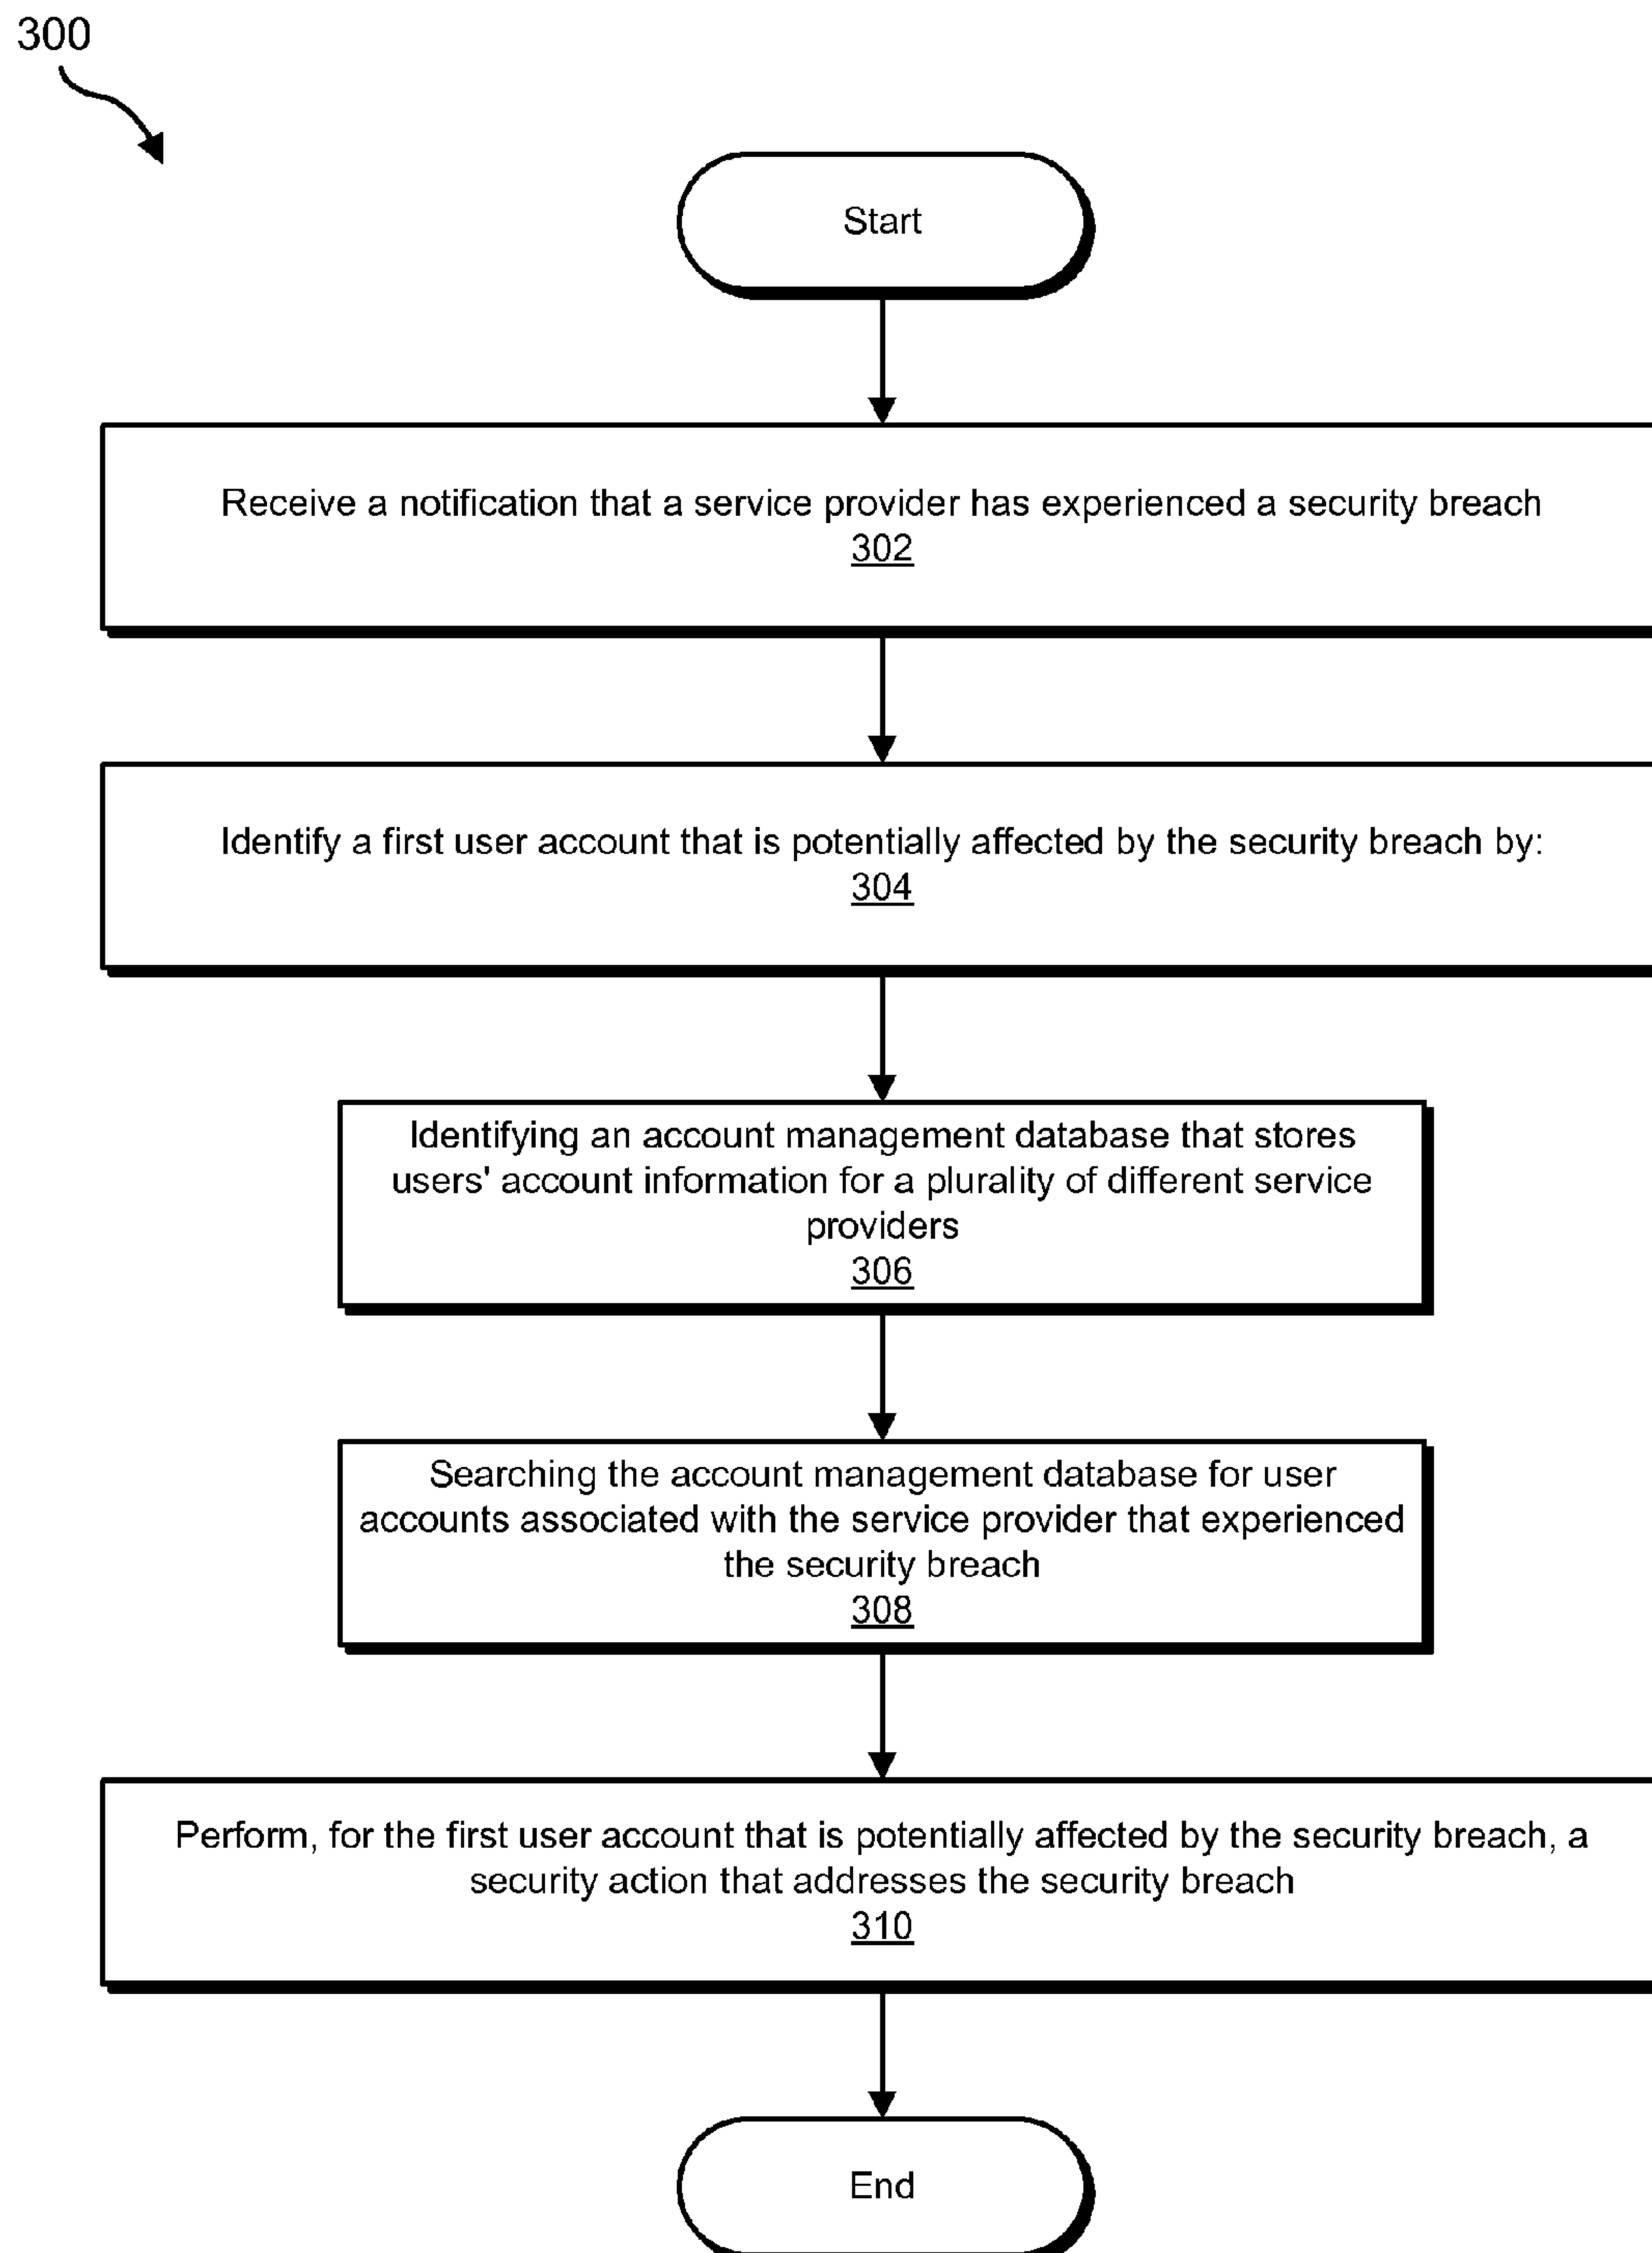 300
Start
Receive a notification that a service provider has experienced a security breach
302
Identify a first user account that is potentially affected by the security breach by:
304
Identifying an account management database that stores
users' account information for a plurality of different service
providers
306
Searching the account management database for user
accounts associated with the service provider that experienced
the security breach
308
Perform, for the first user account that is potentially affected by the security breach, a
security action that addresses the security breach
310
End